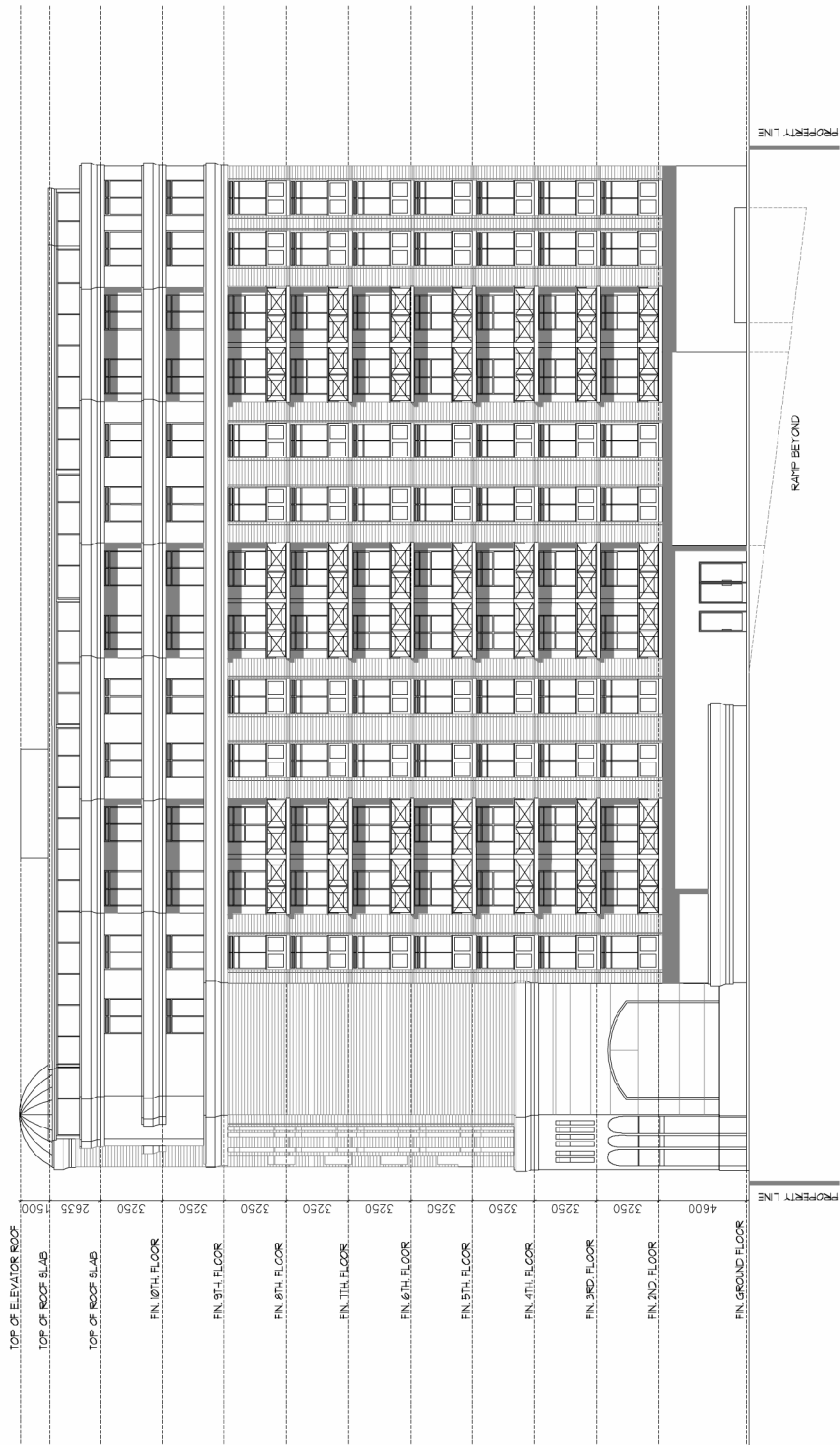 TOP OF ELEVATOR ROOF
1500
TOP OF ROOF SLAB
2635
TOP OF ROOF SLAB
3250
FIN. 10TH. FLOOR
3250
FIN. 9TH. FLOOR
3250
FIN. 8TH. FLOOR
3250
FIN. 7TH. FLOOR
3250
FIN. 6TH. FLOOR
3250
FIN. 5TH. FLOOR
3250
FIN. 4TH. FLOOR
3250
FIN. 3RD. FLOOR
3250
FIN. 2ND. FLOOR
4600
FIN. GROUND FLOOR
PROPERTY LINE
RAMP BEYOND
PROPERTY LINE